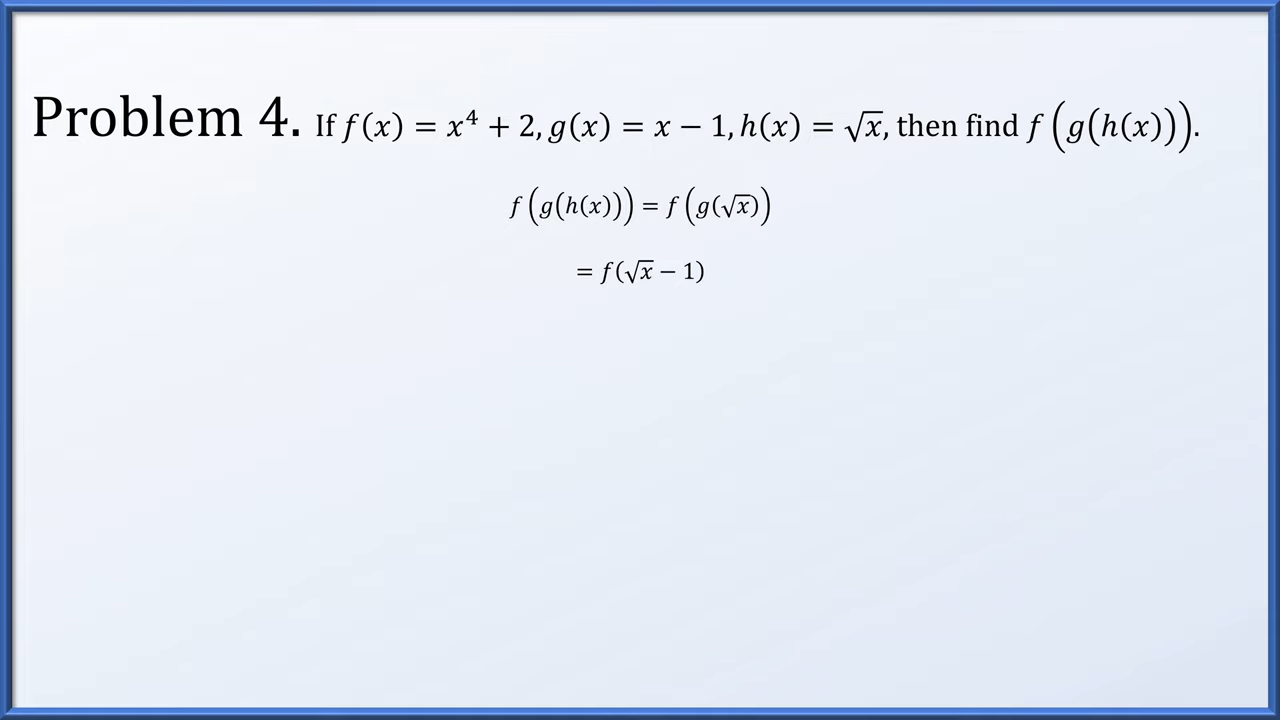 Problem 4. If f(x) = x⁴ + 2, g(x) = x − 1, h(x) = √x, then find f(g(h(x))).
f(g(h(x))) = f(g(√x))
= f(√x − 1)